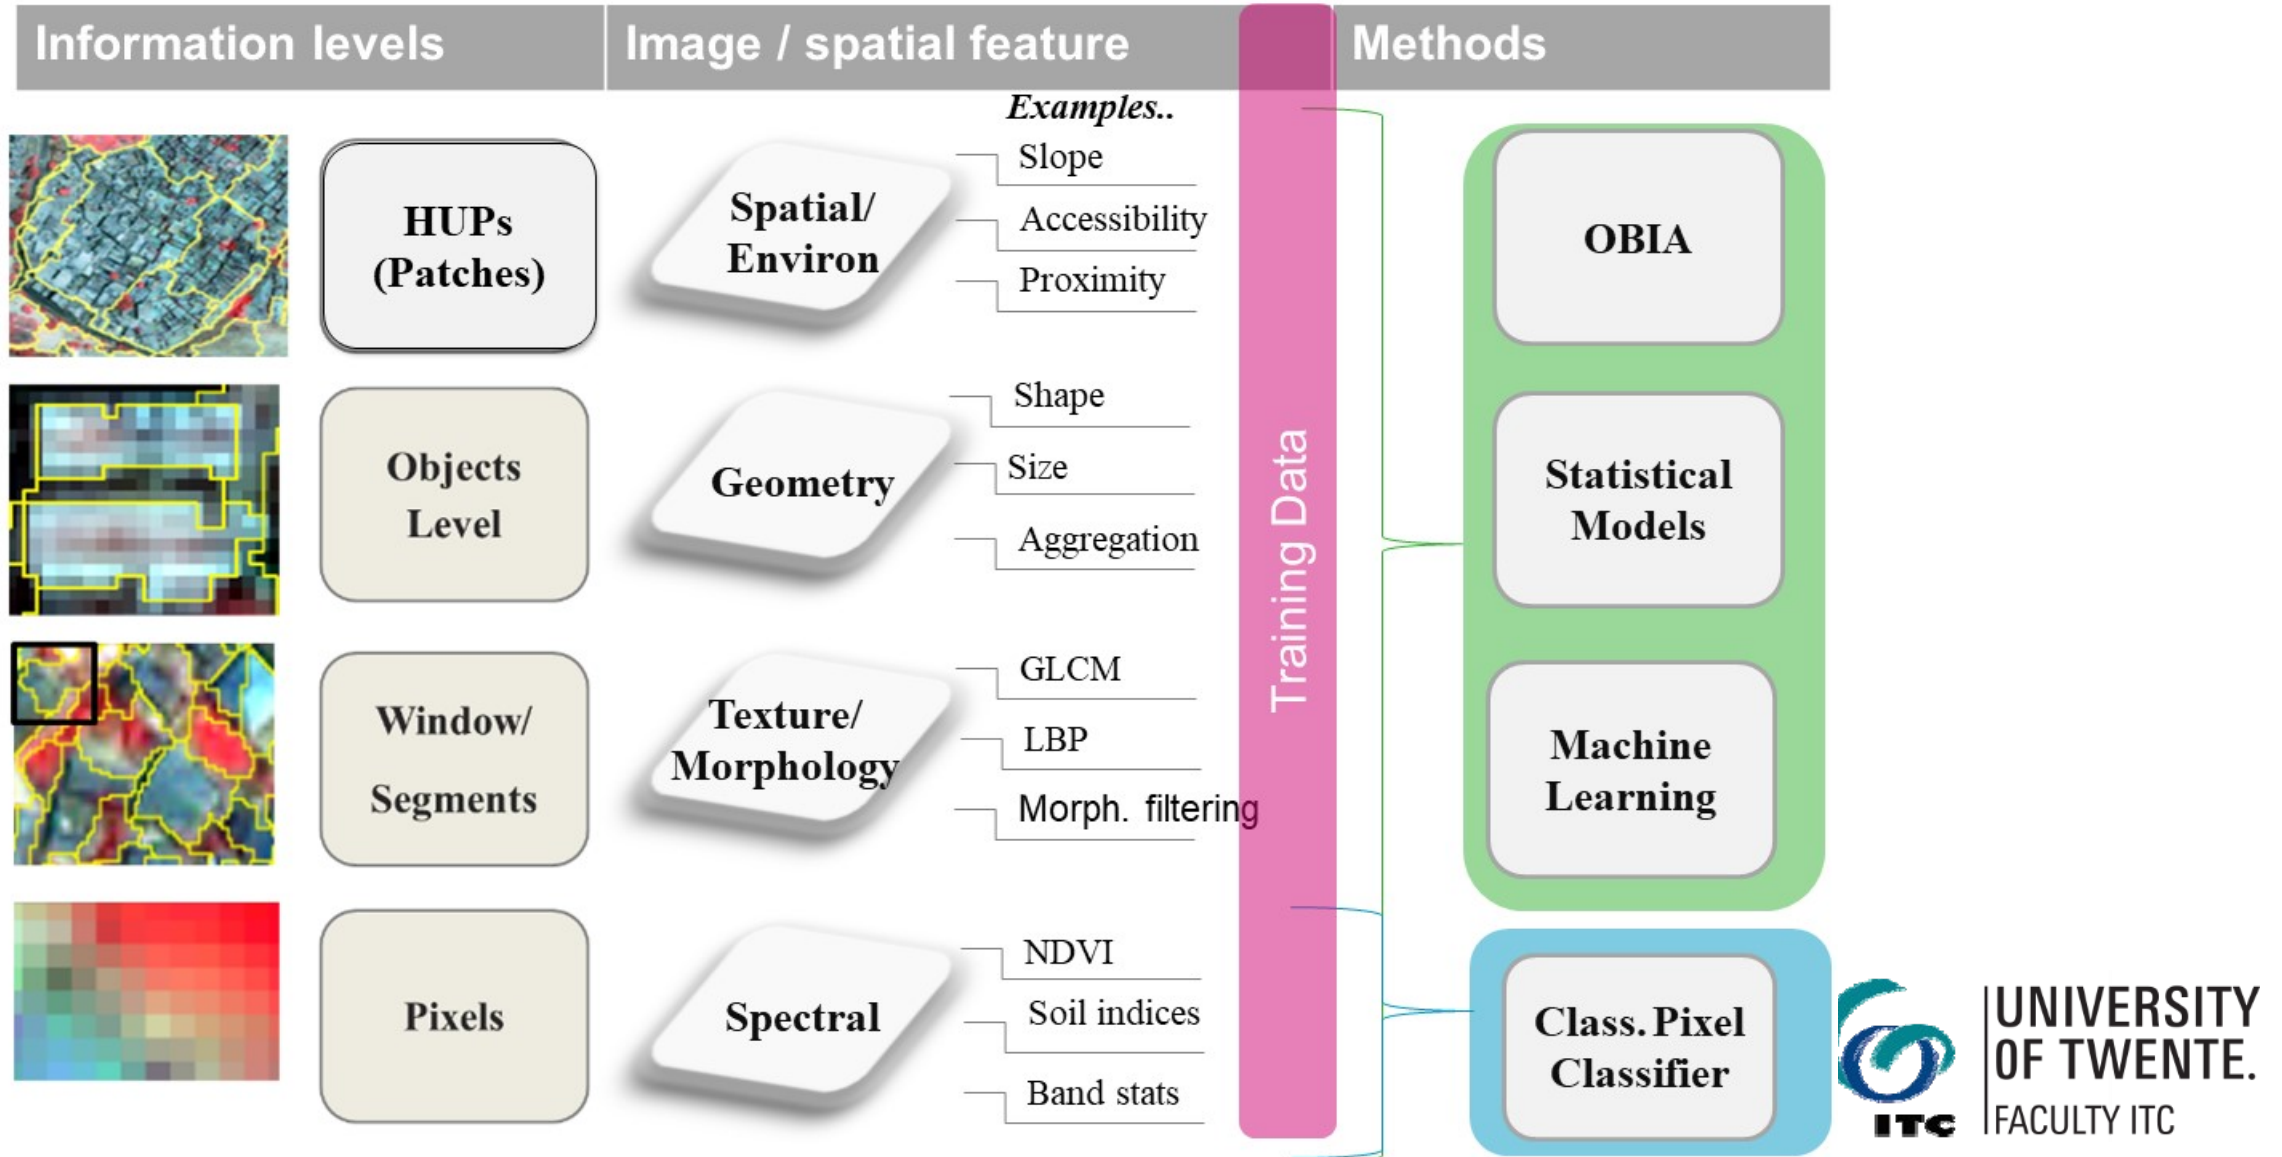 Information levels
Image / spatial feature
Methods
Examples..
HUPs
(Patches)
Spatial/
Environ
Slope
Accessibility
Proximity
OBIA
Objects
Level
Geometry
Shape
Size
Aggregation
Training Data
Statistical
Models
Window/
Segments
Texture/
Morphology
GLCM
LBP
Morph. filtering
Machine
Learning
Pixels
Spectral
NDVI
Soil indices
Band stats
Class. Pixel
Classifier
ITC
UNIVERSITY
OF TWENTE.
FACULTY ITC